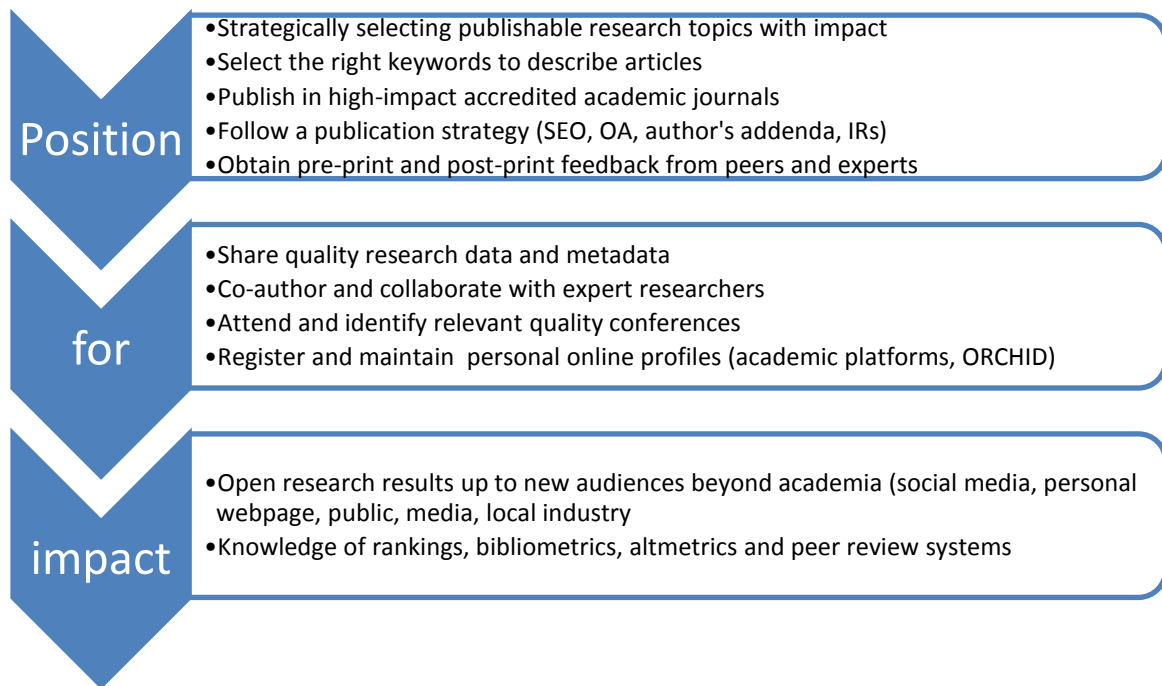 Position
•Strategically selecting publishable research topics with impact
•Select the right keywords to describe articles
•Publish in high-impact accredited academic journals
•Follow a publication strategy (SEO, OA, author's addenda, IRs)
•Obtain pre-print and post-print feedback from peers and experts
for
•Share quality research data and metadata
•Co-author and collaborate with expert researchers
•Attend and identify relevant quality conferences
•Register and maintain  personal online profiles (academic platforms, ORCHID)
impact
•Open research results up to new audiences beyond academia (social media, personal
webpage, public, media, local industry
•Knowledge of rankings, bibliometrics, altmetrics and peer review systems